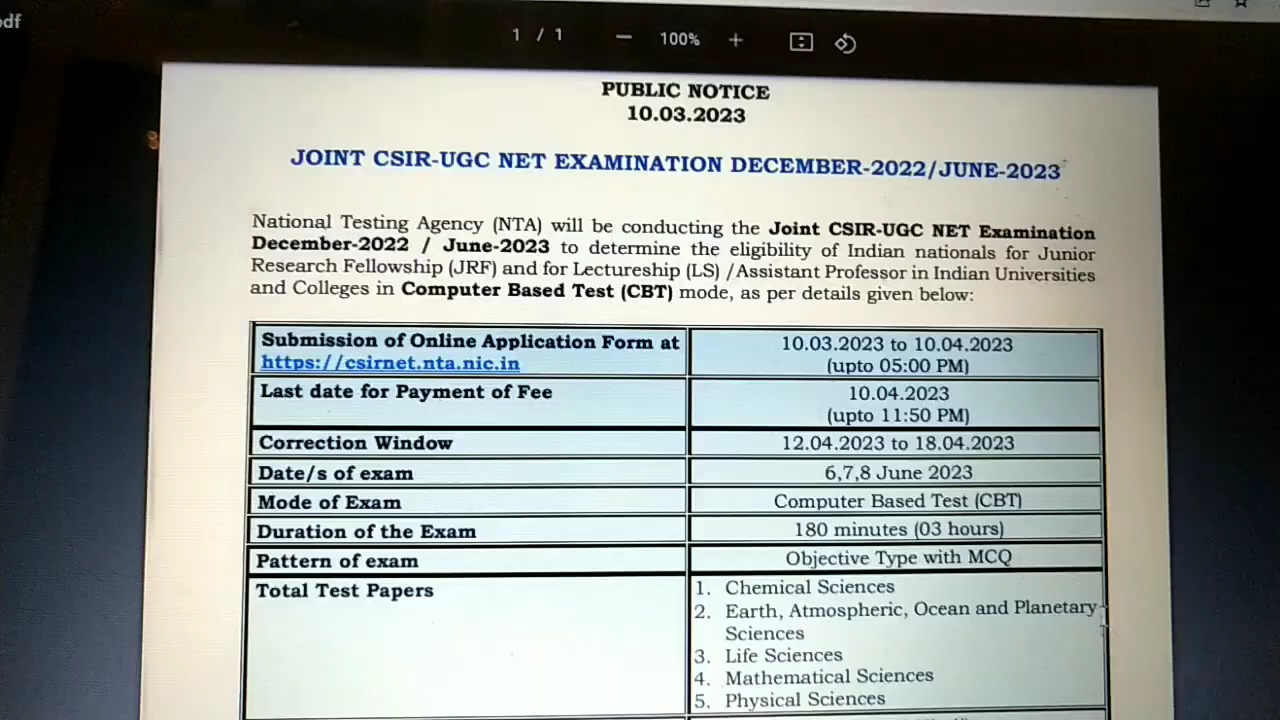 df
1 / 1 — 100% +
PUBLIC NOTICE
10.03.2023
JOINT CSIR-UGC NET EXAMINATION DECEMBER-2022/JUNE-2023
National Testing Agency (NTA) will be conducting the Joint CSIR-UGC NET Examination
December-2022 / June-2023 to determine the eligibility of Indian nationals for Junior
Research Fellowship (JRF) and for Lectureship (LS) /Assistant Professor in Indian Universities
and Colleges in Computer Based Test (CBT) mode, as per details given below:
Submission of Online Application Form at
https://csirnet.nta.nic.in
10.03.2023 to 10.04.2023
(upto 05:00 PM)
Last date for Payment of Fee
10.04.2023
(upto 11:50 PM)
Correction Window
12.04.2023 to 18.04.2023
Date/s of exam
6,7,8 June 2023
Mode of Exam
Computer Based Test (CBT)
Duration of the Exam
180 minutes (03 hours)
Pattern of exam
Objective Type with MCQ
Total Test Papers
1. Chemical Sciences
2. Earth, Atmospheric, Ocean and Planetary
Sciences
3. Life Sciences
4. Mathematical Sciences
5. Physical Sciences